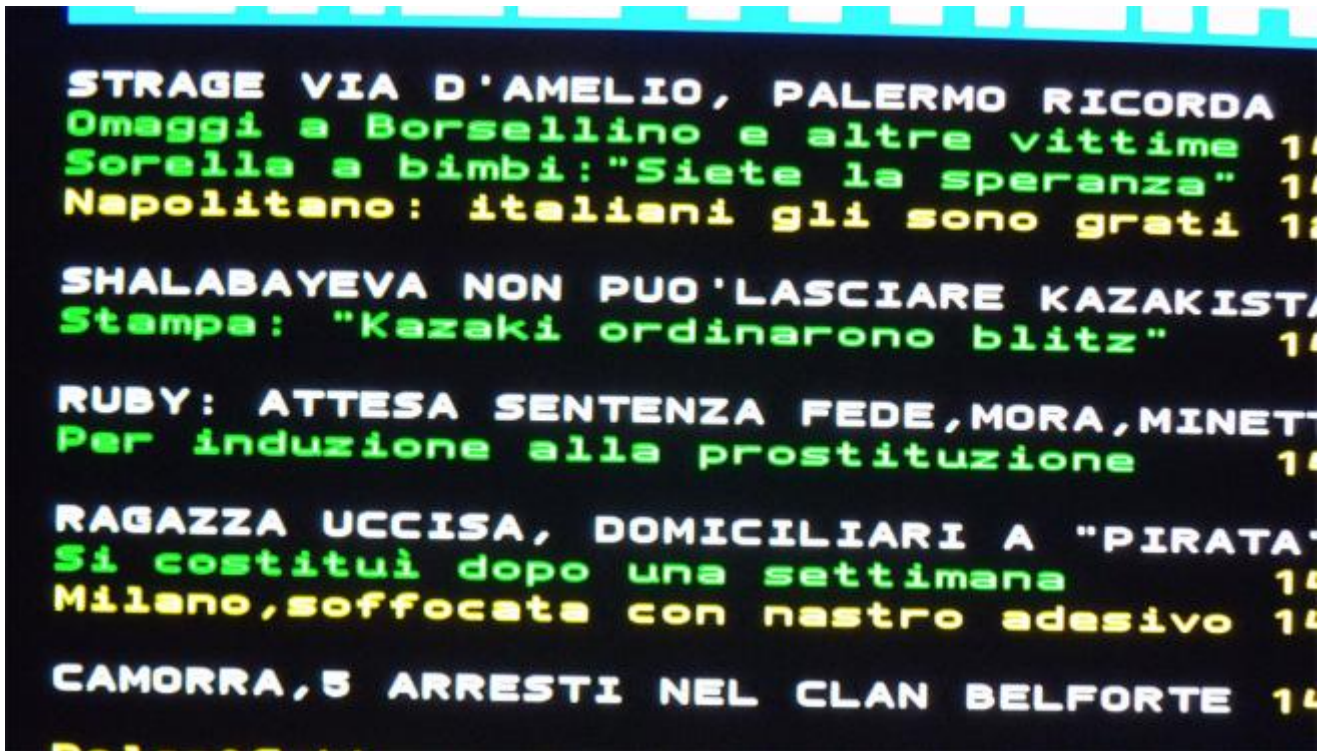 STRAGE VIA D'AMELIO, PALERMO RICORDA
Omaggi a Borsellino e altre vittime
Sorella a bimbi:"Siete la speranza"
Napolitano: italiani gli sono grati
SHALABAYEVA NON PUO'LASCIARE
Stampa: "Kazaki ordinarono blitz"
RUBY: ATTESA SENTENZA FEDE,MORA,
Per induzione alla prostituzione
RAGAZZA UCCISA, DOMICILIARI A "PIRATA"
Si costituì dopo una settimana
Milano,soffocata con nastro adesivo
CAMORRA,5 ARRESTI NEL CLAN BELFORTE